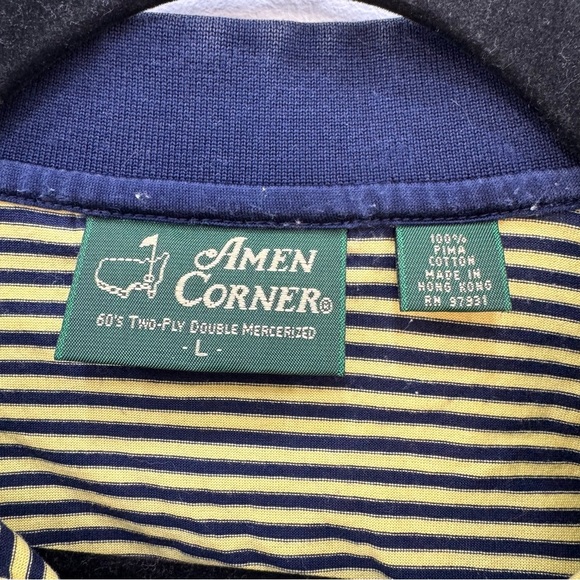 AMEN
CORNER®
60'S TWO-PLY DOUBLE MERCERIZED
- L -
100%
PIMA
COTTON
MADE IN
HONG KONG
RN 97931